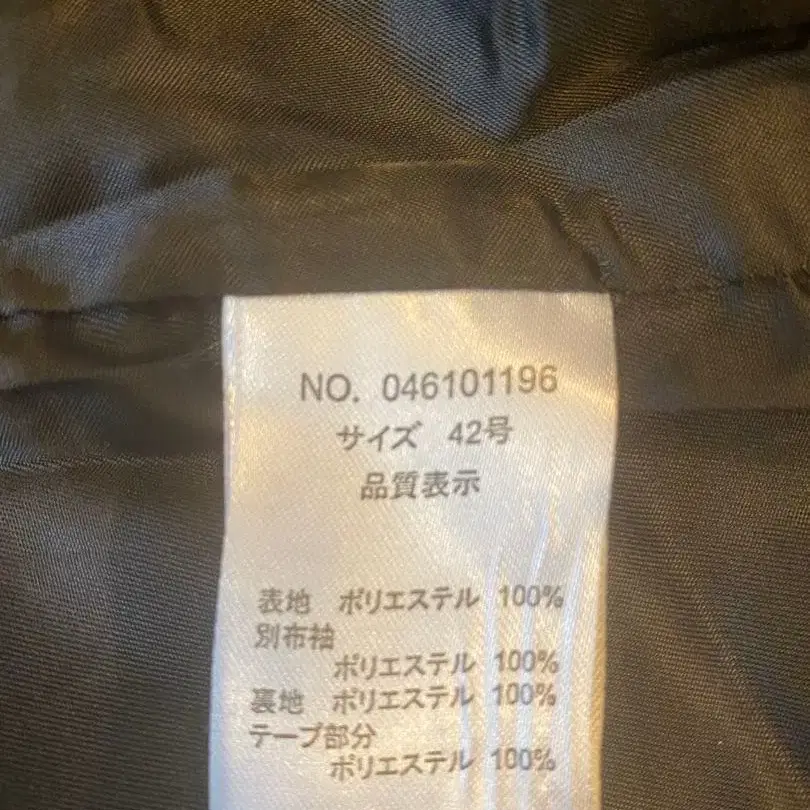 NO. 046101196
サイズ 42号
品質表示
表地 ポリエステル 100%
別布袖
ポリエステル 100%
裏地 ポリエステル 100%
テープ部分
ポリエステル 100%